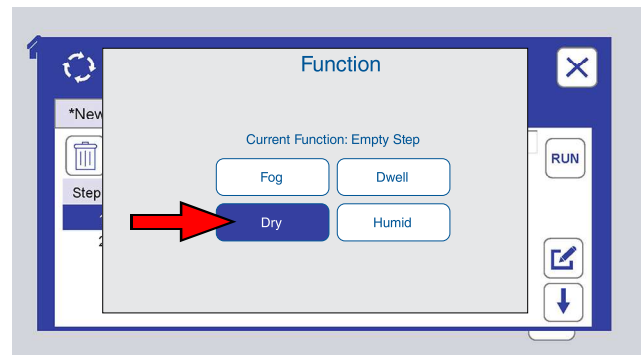 Function
*New
Current Function: Empty Step
Fog Dwell
RUN
Step
Dry Humid